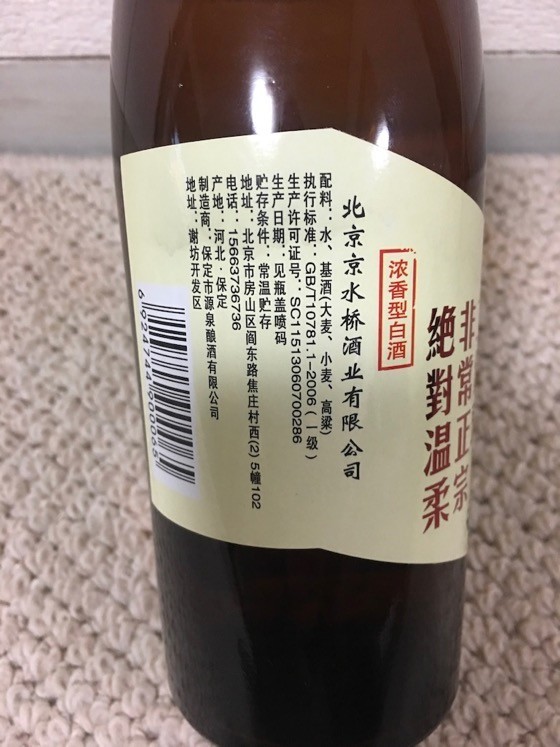 非常正宗
絶對温柔
浓香型白酒
北京京水桥酒业有限公司
配料：水、基酒(大麦、小麦、高粱)
执行标准：GB/T10781.1-2006(一级)
生产许可证号：SC11513060700286
生产日期：见瓶盖喷码
贮存条件：常温贮存
地址：北京市房山区阎东路焦庄村西(2) 5幢102
电话：15663736736
产地：河北·保定
制造商：保定市源泉酿酒有限公司
地址：谢坊开发区
6924744900065